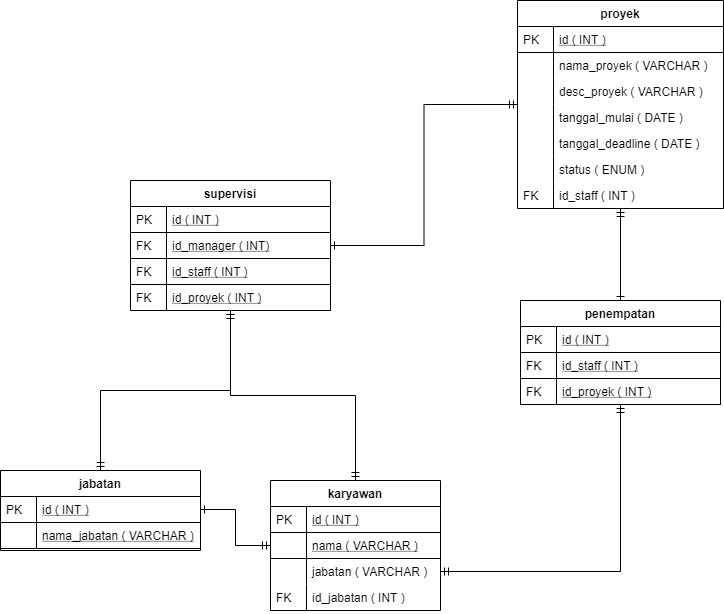 proyek
PK id ( INT )
nama_proyek ( VARCHAR )
desc_proyek ( VARCHAR )
tanggal_mulai ( DATE )
tanggal_deadline ( DATE )
status ( ENUM )
FK id_staff ( INT )
supervisi
PK id ( INT )
FK id_manager ( INT)
FK id_staff ( INT )
FK id_proyek ( INT )
penempatan
PK id ( INT )
FK id_staff ( INT )
FK id_proyek ( INT )
jabatan
PK id ( INT )
nama_jabatan ( VARCHAR )
karyawan
PK id ( INT )
nama ( VARCHAR )
jabatan ( VARCHAR )
FK id_jabatan ( INT )